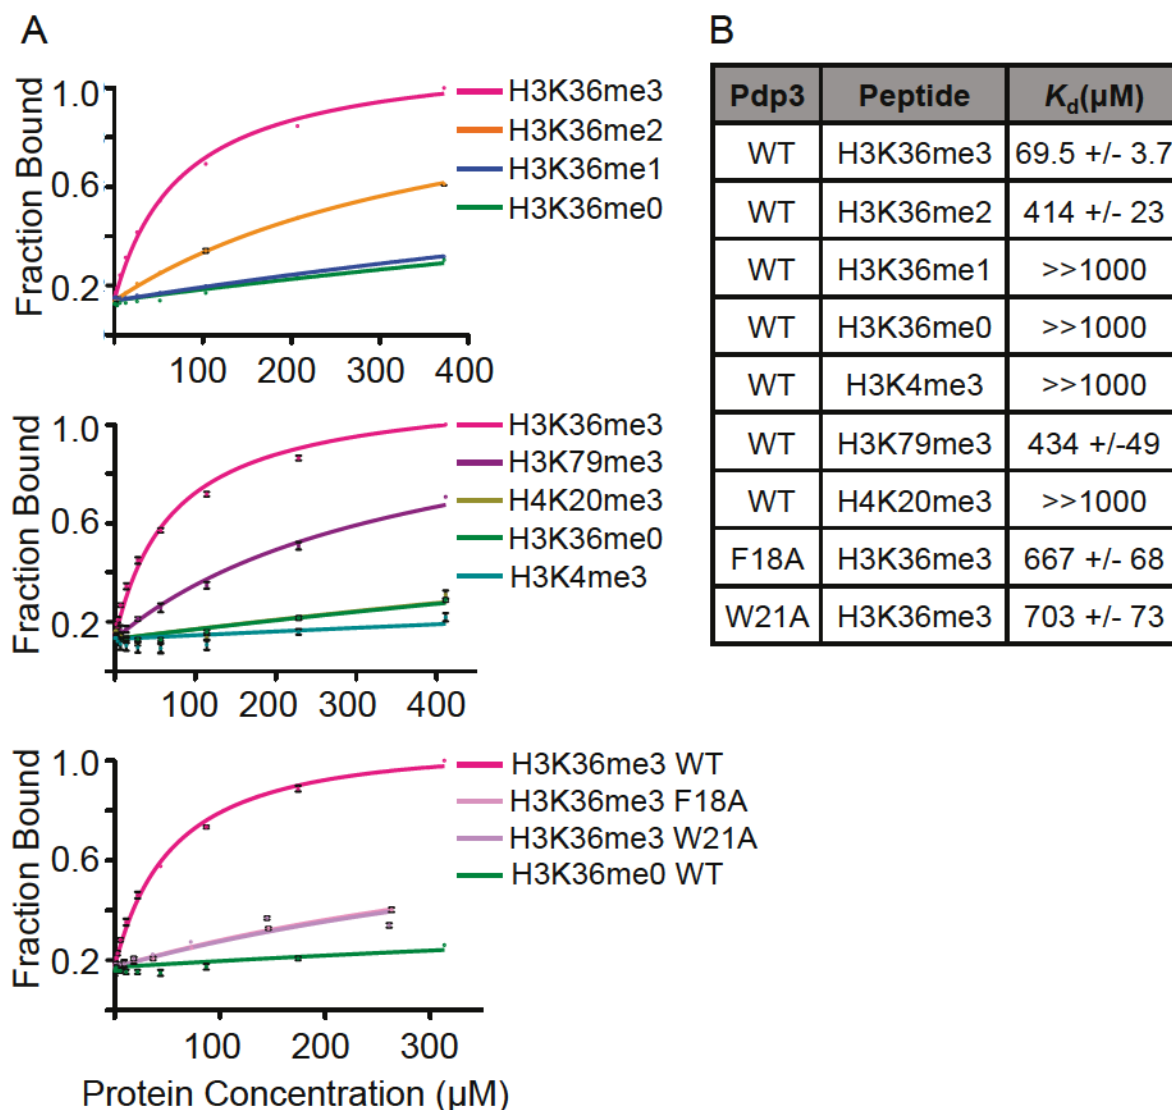 A
Fraction Bound
1.0
0.6
0.2
100 200 300 400
H3K36me3
H3K36me2
H3K36me1
H3K36me0
Fraction Bound
1.0
0.6
0.2
100 200 300 400
H3K36me3
H3K79me3
H4K20me3
H3K36me0
H3K4me3
Fraction Bound
1.0
0.6
0.2
100 200 300
H3K36me3 WT
H3K36me3 F18A
H3K36me3 W21A
H3K36me0 WT
Protein Concentration (µM)
B
Pdp3 Peptide Kd(µM)
WT H3K36me3 69.5 +/- 3.7
WT H3K36me2 414 +/- 23
WT H3K36me1 >>1000
WT H3K36me0 >>1000
WT H3K4me3 >>1000
WT H3K79me3 434 +/-49
WT H4K20me3 >>1000
F18A H3K36me3 667 +/- 68
W21A H3K36me3 703 +/- 73